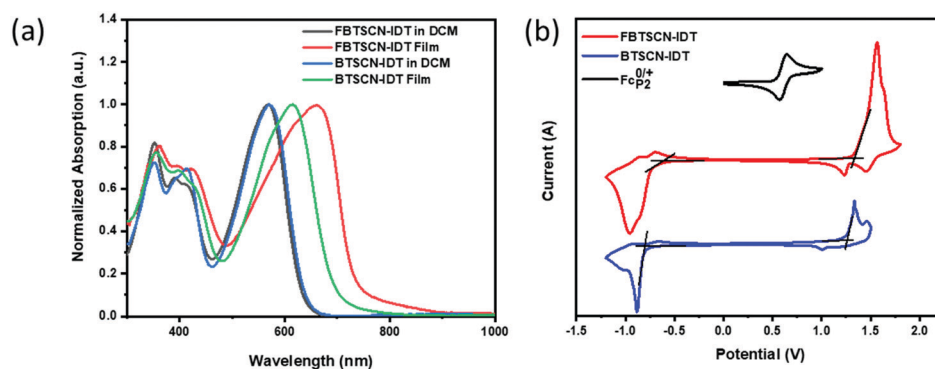 (a)
FBTSCN-IDT in DCM
FBTSCN-IDT Film
BTSCN-IDT in DCM
BTSCN-IDT Film
Normalized Absorption (a.u.)
1.2
1.0
0.8
0.6
0.4
0.2
0.0
400 600 800 1000
Wavelength (nm)
(b)
FBTSCN-IDT
BTSCN-IDT
Fc0/+P2
Current (A)
-1.5 -1.0 -0.5 0.0 0.5 1.0 1.5 2.0
Potential (V)